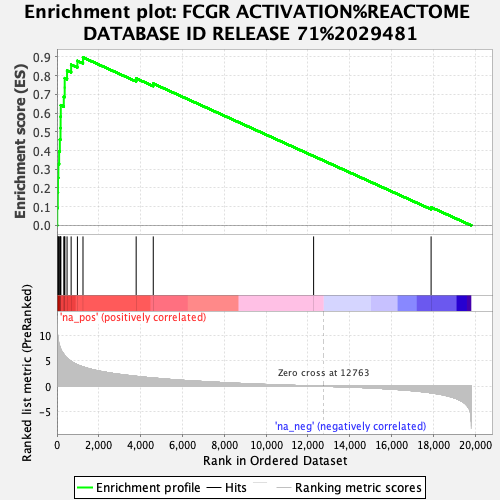 Enrichment plot: FCGR ACTIVATION%REACTOME
DATABASE ID RELEASE 71%2029481
Enrichment score (ES)
0.9
0.8
0.7
0.6
0.5
0.4
0.3
0.2
0.1
0.0
'na_pos' (positively correlated)
Ranked list metric (PreRanked)
10
5
0
-5
Zero cross at 12763
'na_neg' (negatively correlated)
0 2,000 4,000 6,000 8,000 10,000 12,000 14,000 16,000 18,000 20,000
Rank in Ordered Dataset
Enrichment profile Hits Ranking metric scores